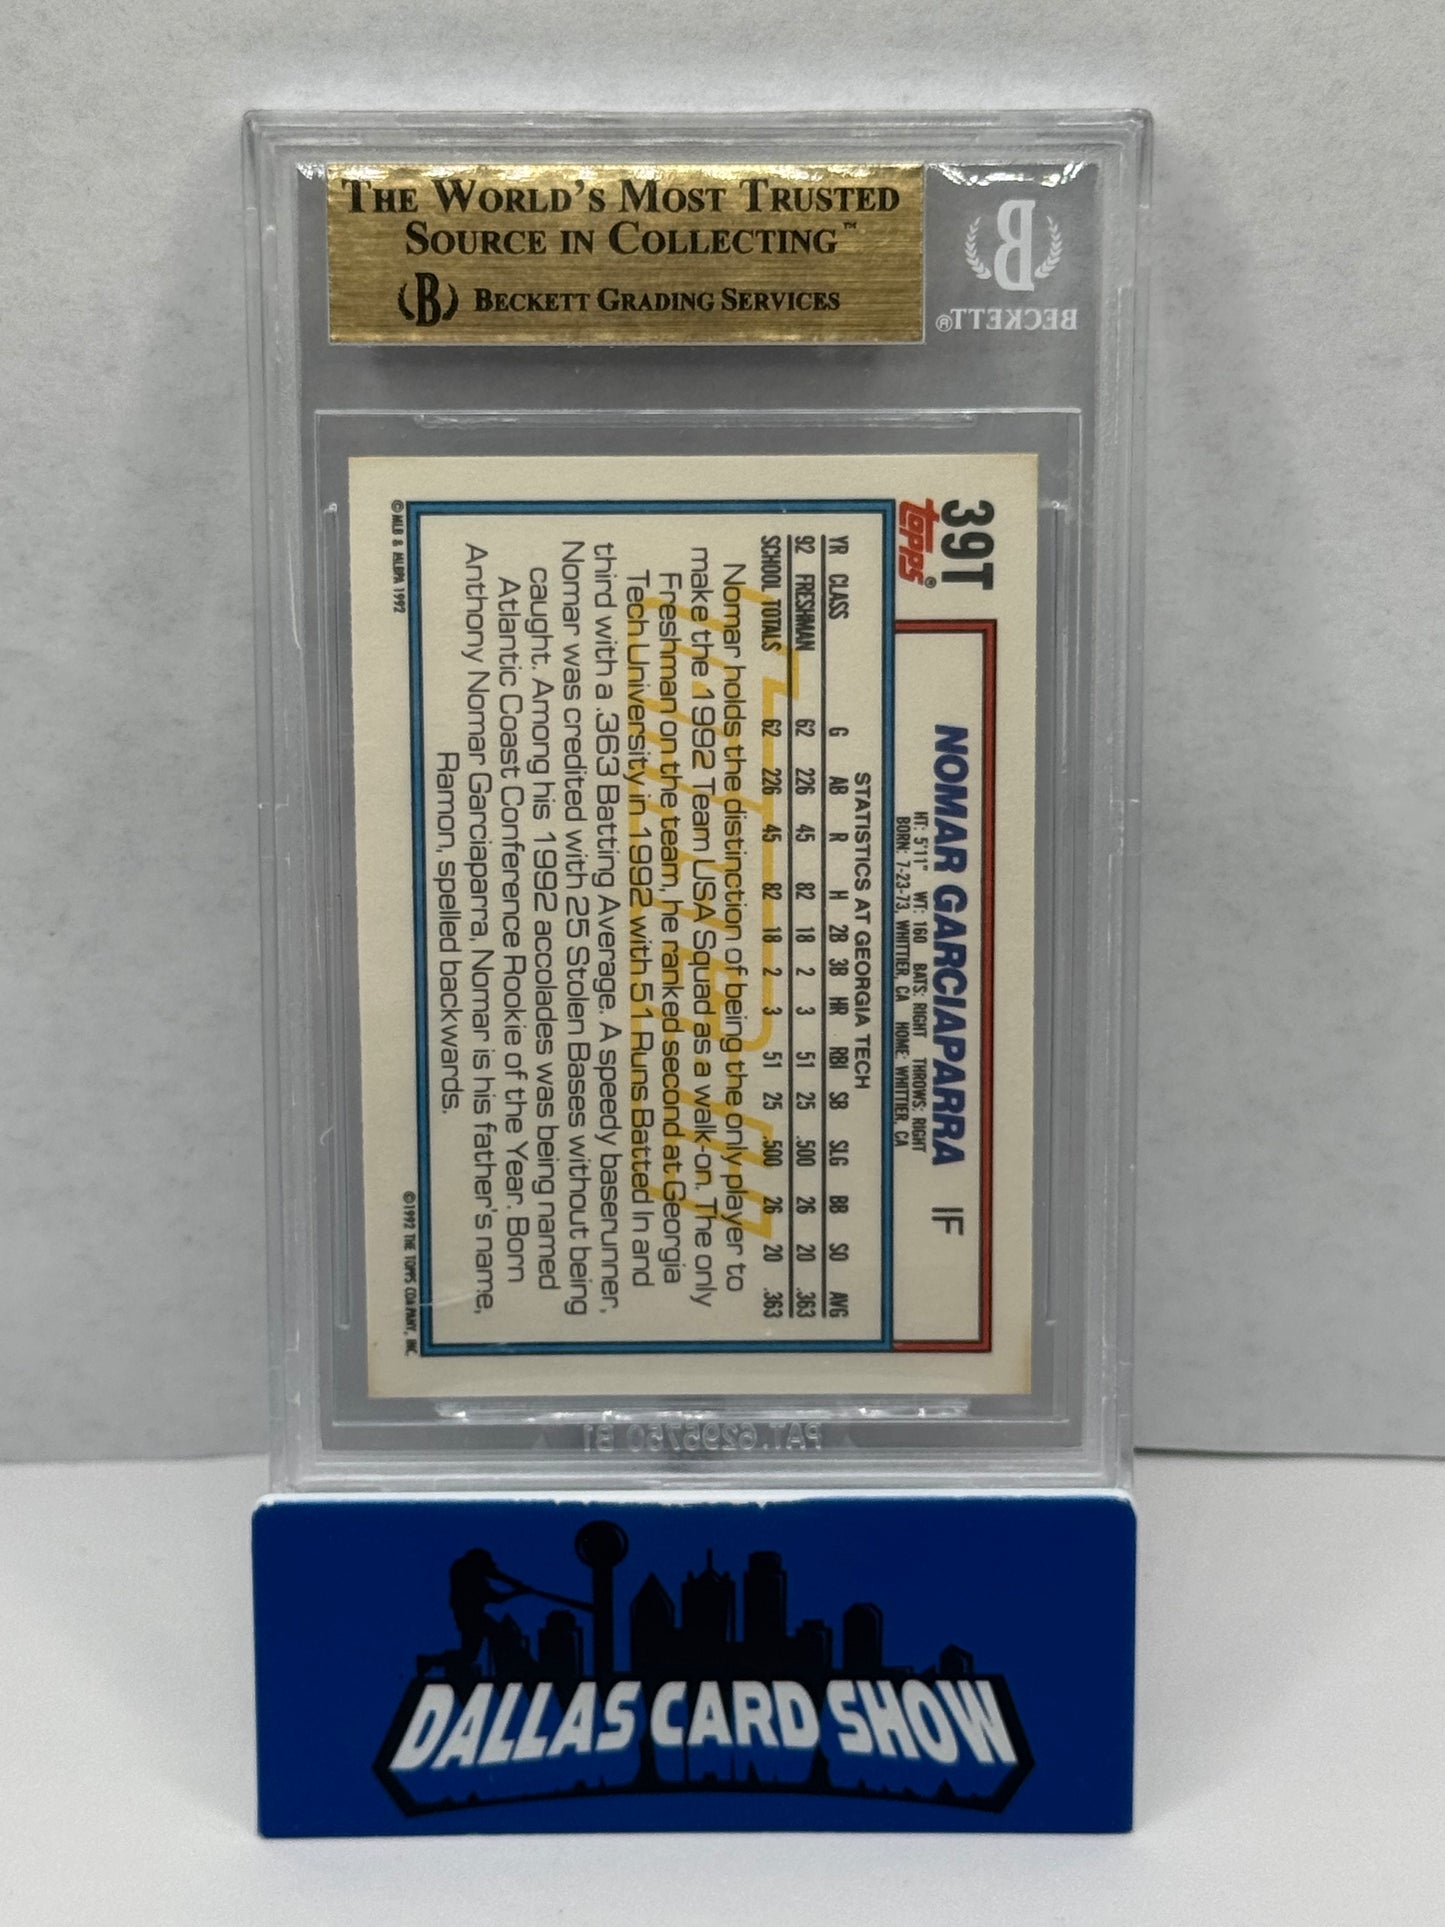 THE WORLD'S MOST TRUSTED
SOURCE IN COLLECTING™
B BECKETT GRADING SERVICES
B
BECKETT®
39T
topps®
NOMAR GARCIAPARRA IF
HT: 5'11" WT: 160 BATS: RIGHT THROWS: RIGHT
BORN: 7-23-73, WHITTIER, CA HOME: WHITTIER, CA
STATISTICS AT GEORGIA TECH
YR CLASS G AB R H 2B 3B HR RBI SB SLG BB SO AVG
92 FRESHMAN 62 226 45 82 18 2 3 51 25 .500 26 20 .363
SCHOOL TOTALS 62 226 45 82 18 2 3 51 25 .500 26 20 .363
Nomar holds the distinction of being the only player to
make the 1992 Team USA Squad as a walk-on. The only
Freshman on the team, he ranked second at Georgia
Tech University in 1992 with 51 Runs Batted In and
third with a .363 Batting Average. A speedy baserunner,
Nomar was credited with 25 Stolen Bases without being
caught. Among his 1992 accolades was being named
Atlantic Coast Conference Rookie of the Year. Born
Anthony Nomar Garciaparra, Nomar is his father's name,
Ramon, spelled backwards.
© MLB & MLBPA 1992
© 1992 THE TOPPS COMPANY, INC.
PAT. 6295750 B1
DALLAS CARD SHOW